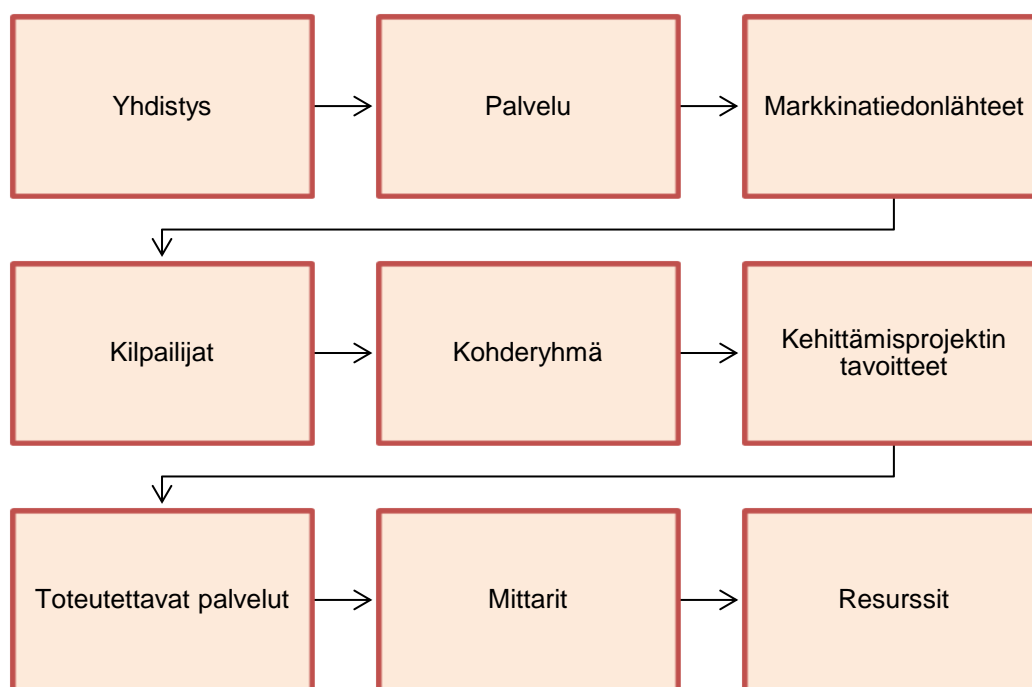 Yhdistys
Palvelu
Markkinatiedonlähteet
Kilpailijat
Kohderyhmä
Kehittämisprojektin
tavoitteet
Toteutettavat palvelut
Mittarit
Resurssit